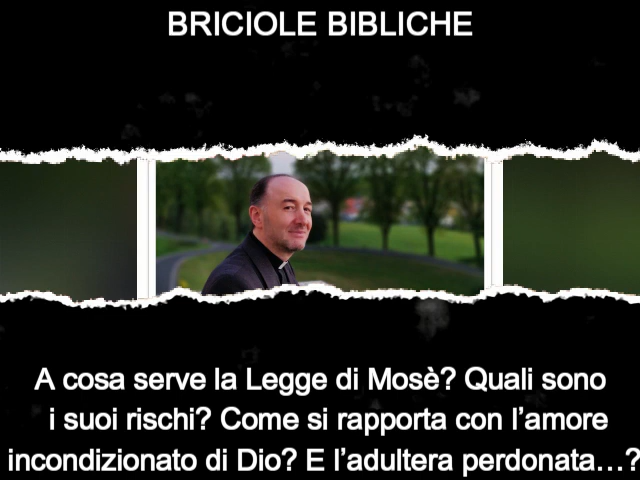 BRICIOLE BIBLICHE
A cosa serve la Legge di Mosè? Quali sono
i suoi rischi? Come si rapporta con l’amore
incondizionato di Dio? E l’adultera perdonata…?